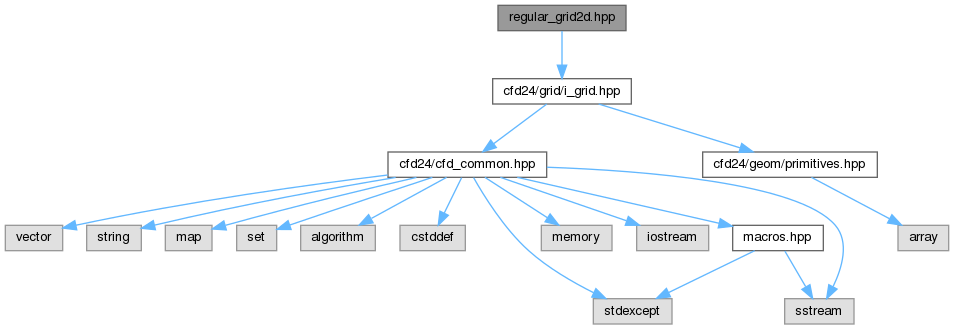 regular_grid2d.hpp
cfd24/grid/i_grid.hpp
cfd24/cfd_common.hpp
cfd24/geom/primitives.hpp
vector
string
map
set
algorithm
cstddef
memory
iostream
macros.hpp
array
stdexcept
sstream